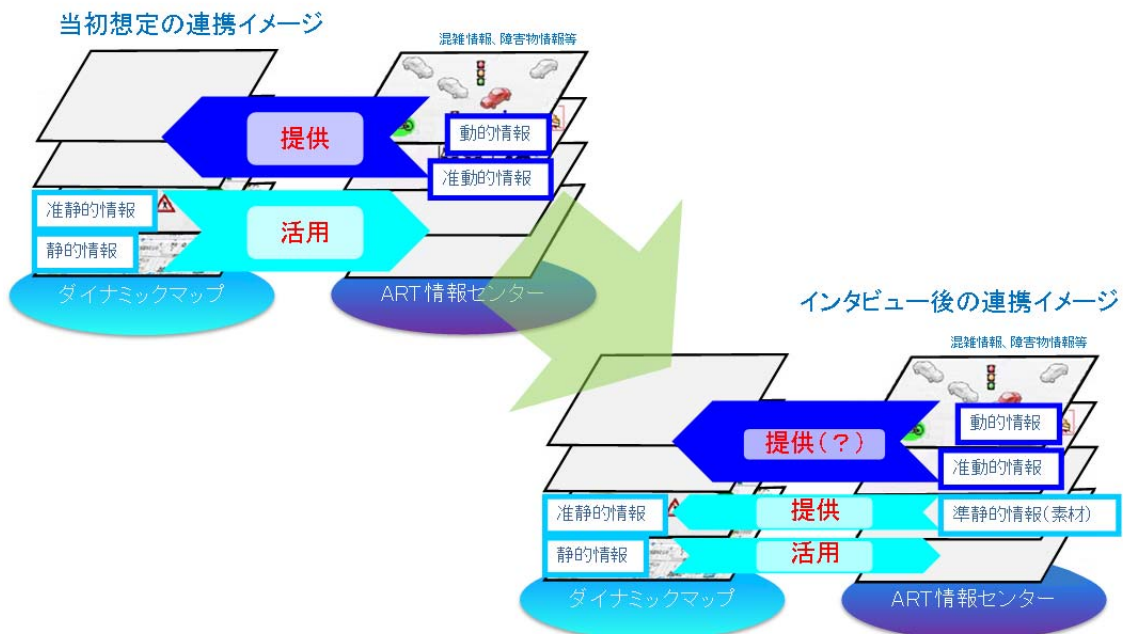 当初想定の連携イメージ
混雑情報、障害物情報等
提供
動的情報
准動的情報
准静的情報
活用
静的情報
ダイナミックマップ
ART情報センター
インタビュー後の連携イメージ
混雑情報、障害物情報等
動的情報
提供(？)
准動的情報
准静的情報
提供
準静的情報(素材)
静的情報
活用
ダイナミックマップ
ART情報センター